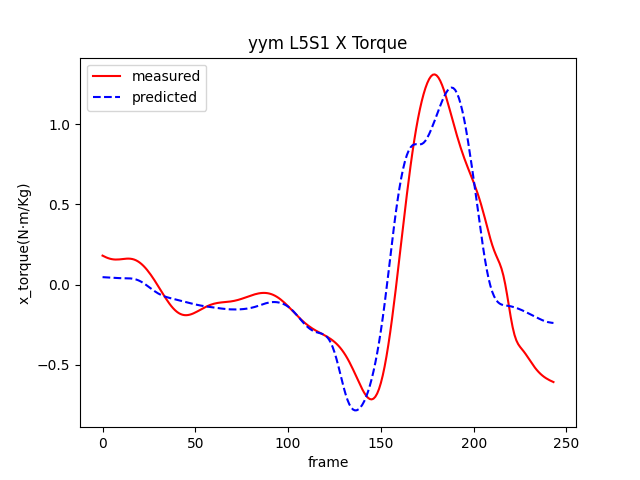 yym L5S1 X Torque
measured
predicted
x_torque(N·m/Kg)
1.0
0.5
0.0
−0.5
0
50
100
150
200
250
frame